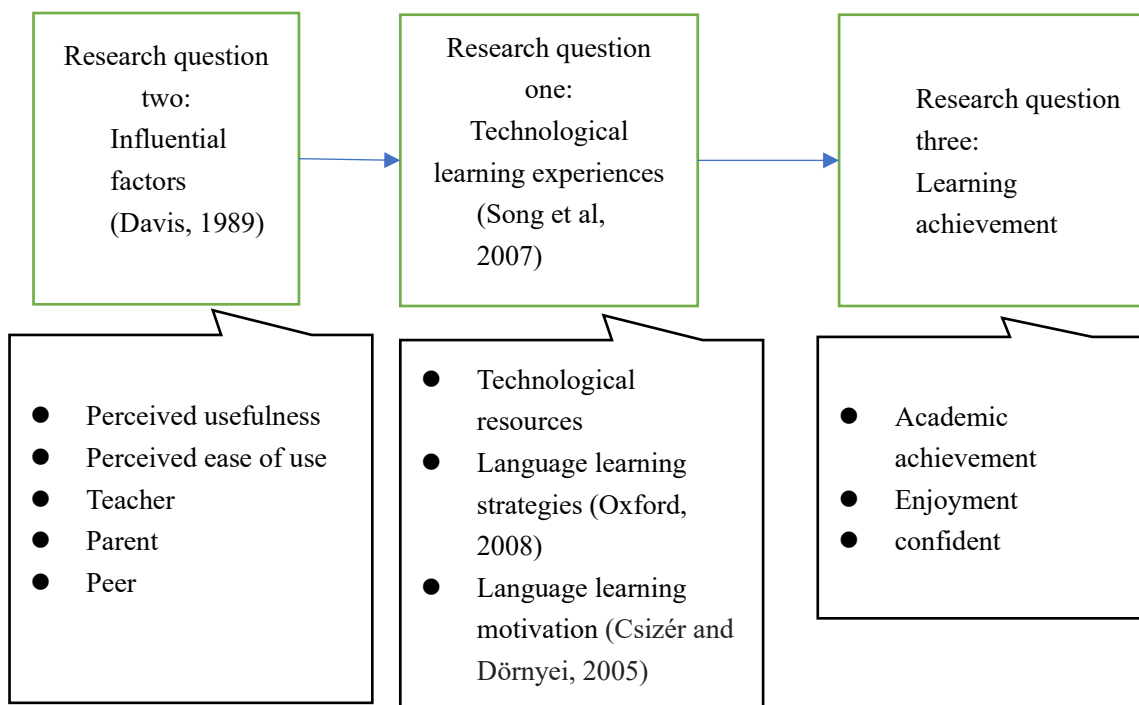 Research question
two:
Influential
factors
(Davis, 1989)
Research question
one:
Technological
learning experiences
(Song et al,
2007)
Research question
three:
Learning
achievement
● Perceived usefulness
● Perceived ease of use
● Teacher
● Parent
● Peer
● Technological
resources
● Language learning
strategies (Oxford,
2008)
● Language learning
motivation (Csizér and
Dörnyei, 2005)
● Academic
achievement
● Enjoyment
● confident